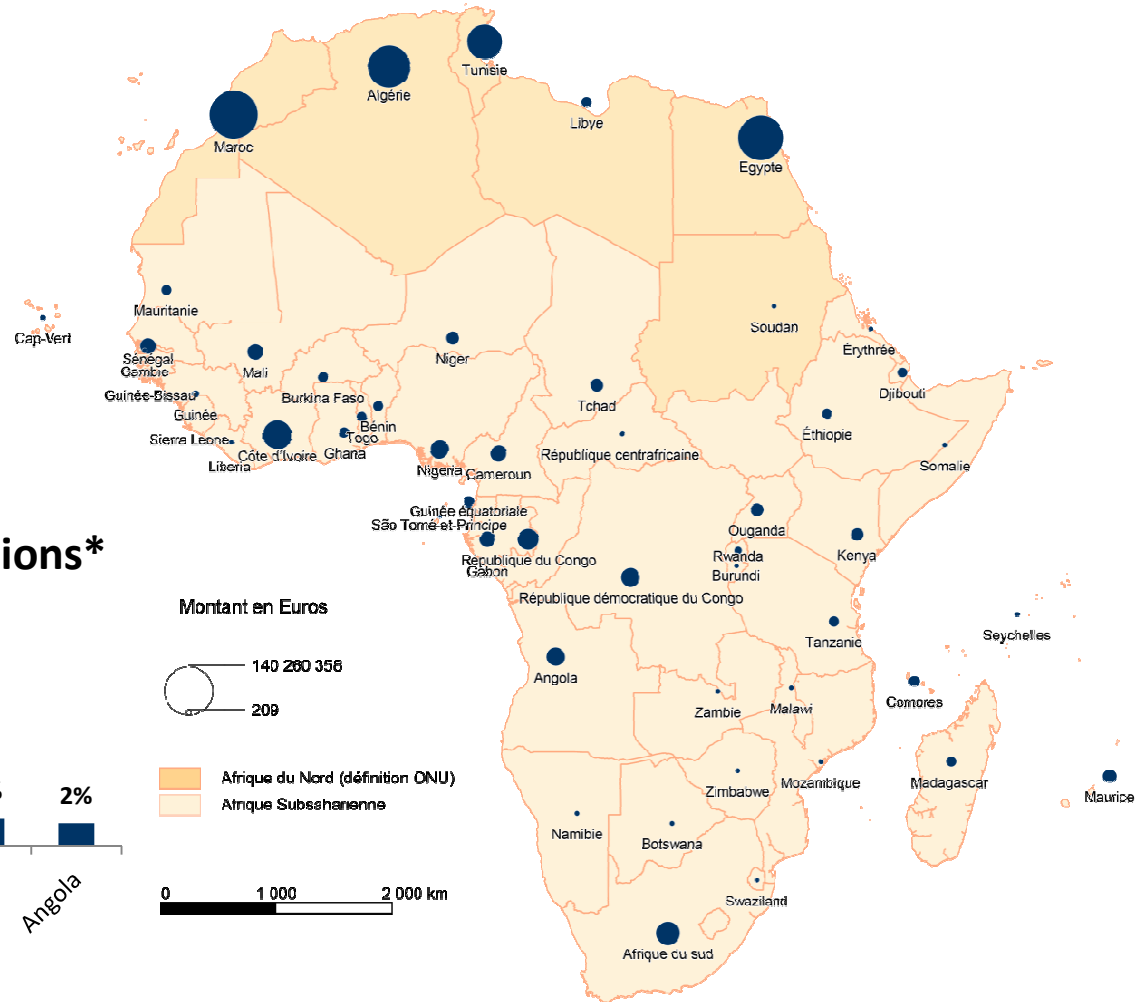 Tunisie
Algérie
Libye
Maroc
Egypte
Mauritanie
Soudan
Cap-Vert
Érythrée
Sénégal
Niger
Mali
Gambie
Djibouti
Guinée-Bissau
Burkina Faso
Tchad
Guinée
Éthiopie
Bénin
Togo
Sierra Leone
Côte d'Ivoire
Ghana
République centrafricaine
Liberia
Nigeria
Cameroun
Somalie
Guinée équatoriale
São Tomé et Principe
Ouganda
Rwanda
Kenya
République du Congo
Gabon
Burundi
ions*
République démocratique du Congo
Montant en Euros
Tanzanie
Seychelles
140 260 356
Angola
209
Comores
Zambie
Malawi
Afrique du Nord (définition ONU)
Afrique Subsaharienne
Zimbabwe
Mozambique
Madagascar
Maurice
2%
Namibie
Botswana
Angola
0 1 000 2 000 km
Swaziland
Afrique du sud